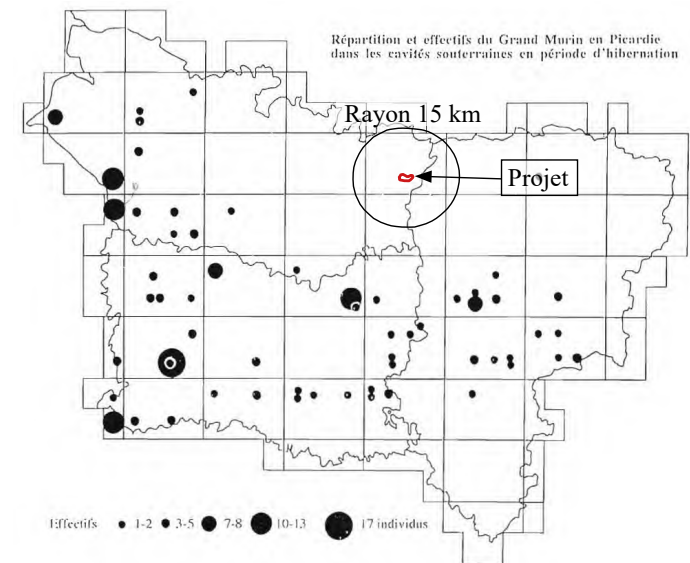 Répartition et effectifs du Grand Murin en Picardie
dans les cavités souterraines en période d'hibernation
Rayon 15 km
Projet
Effectifs 1-2 3-5 7-8 10-13 17 individus